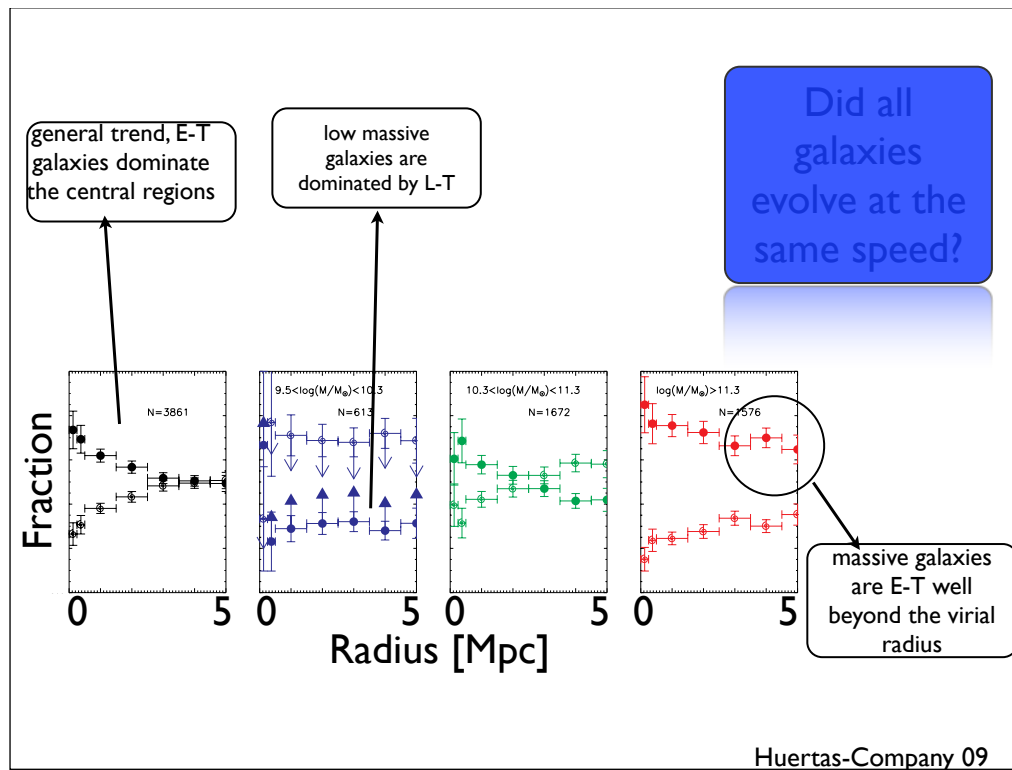 Did all
galaxies
evolve at the
same speed?
general trend, E-T
galaxies dominate
the central regions
low massive
galaxies are
dominated by L-T
N=3861
9.5<log(M/M⊙)<10.3
N=613
10.3<log(M/M⊙)<11.3
N=1672
log(M/M⊙)>11.3
N=1576
Fraction
0 5 0 5 0 5 0 5
Radius [Mpc]
massive galaxies
are E-T well
beyond the virial
radius
Huertas-Company 09